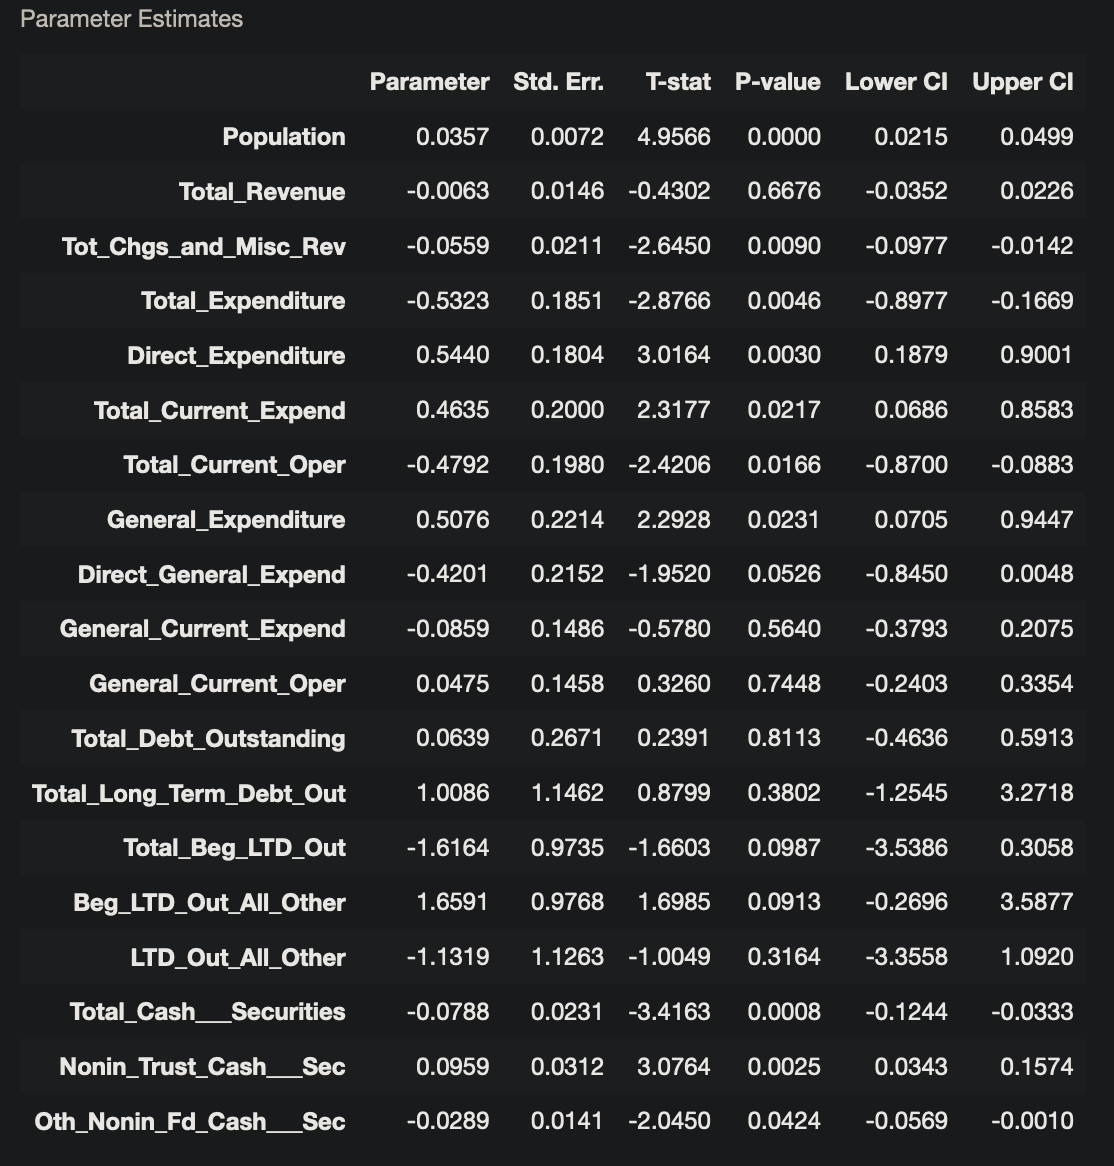 Parameter Estimates
Parameter Std. Err. T-stat P-value Lower CI Upper CI
Population 0.0357 0.0072 4.9566 0.0000 0.0215 0.0499
Total_Revenue -0.0063 0.0146 -0.4302 0.6676 -0.0352 0.0226
Tot_Chgs_and_Misc_Rev -0.0559 0.0211 -2.6450 0.0090 -0.0977 -0.0142
Total_Expenditure -0.5323 0.1851 -2.8766 0.0046 -0.8977 -0.1669
Direct_Expenditure 0.5440 0.1804 3.0164 0.0030 0.1879 0.9001
Total_Current_Expend 0.4635 0.2000 2.3177 0.0217 0.0686 0.8583
Total_Current_Oper -0.4792 0.1980 -2.4206 0.0166 -0.8700 -0.0883
General_Expenditure 0.5076 0.2214 2.2928 0.0231 0.0705 0.9447
Direct_General_Expend -0.4201 0.2152 -1.9520 0.0526 -0.8450 0.0048
General_Current_Expend -0.0859 0.1486 -0.5780 0.5640 -0.3793 0.2075
General_Current_Oper 0.0475 0.1458 0.3260 0.7448 -0.2403 0.3354
Total_Debt_Outstanding 0.0639 0.2671 0.2391 0.8113 -0.4636 0.5913
Total_Long_Term_Debt_Out 1.0086 1.1462 0.8799 0.3802 -1.2545 3.2718
Total_Beg_LTD_Out -1.6164 0.9735 -1.6603 0.0987 -3.5386 0.3058
Beg_LTD_Out_All_Other 1.6591 0.9768 1.6985 0.0913 -0.2696 3.5877
LTD_Out_All_Other -1.1319 1.1263 -1.0049 0.3164 -3.3558 1.0920
Total_Cash___Securities -0.0788 0.0231 -3.4163 0.0008 -0.1244 -0.0333
Nonin_Trust_Cash___Sec 0.0959 0.0312 3.0764 0.0025 0.0343 0.1574
Oth_Nonin_Fd_Cash___Sec -0.0289 0.0141 -2.0450 0.0424 -0.0569 -0.0010